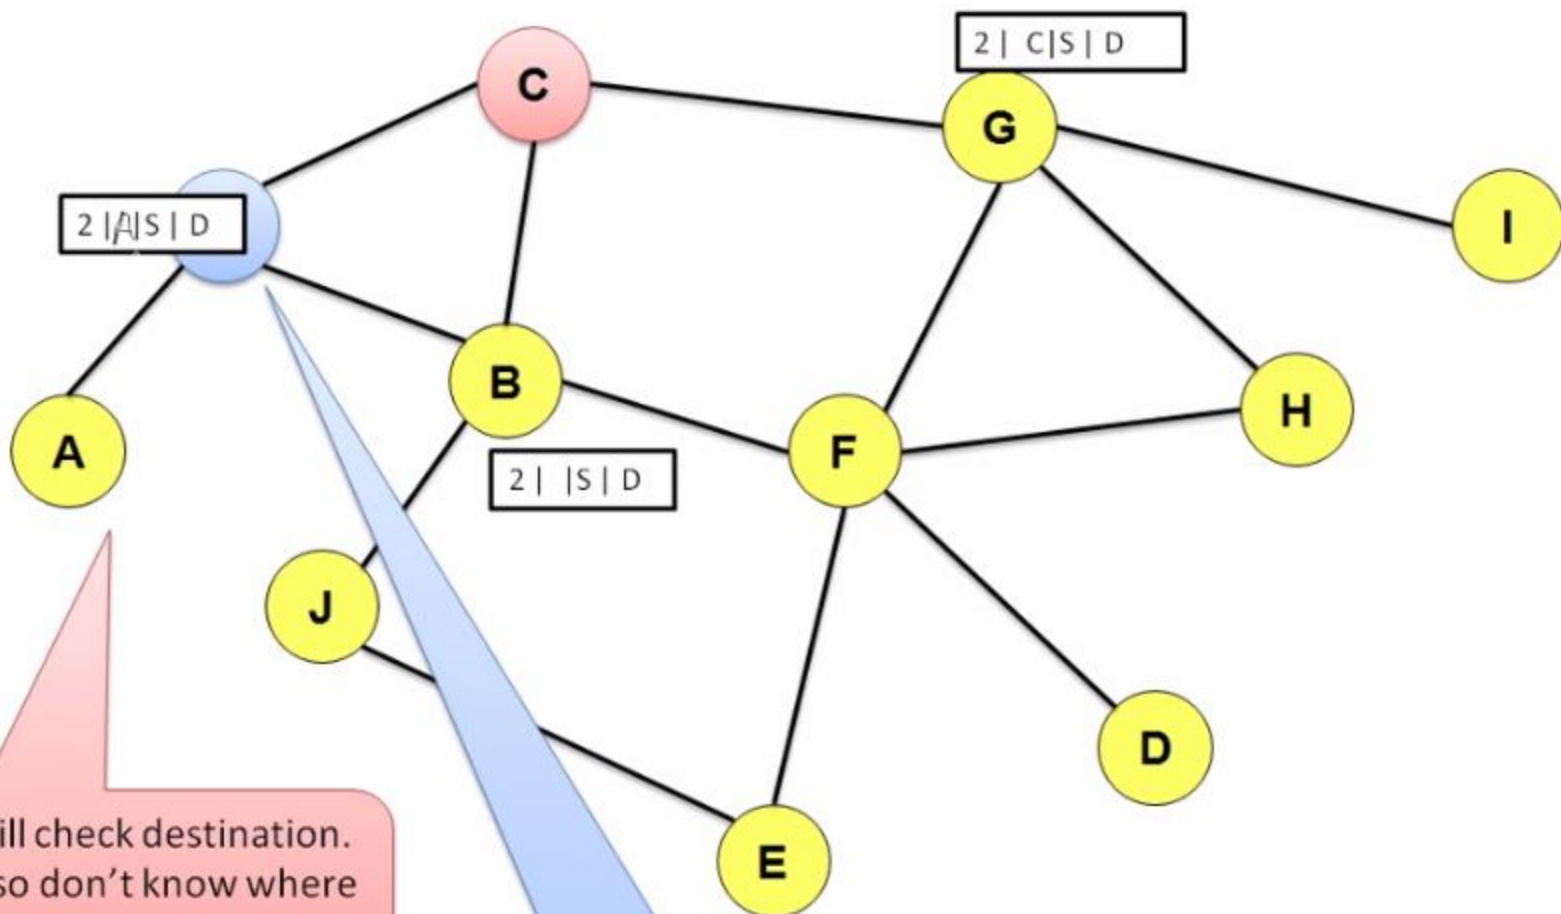 2 | C|S | D
C
G
I
2 |A|S | D
B
A
F
H
2 | |S | D
J
D
ill check destination.
so don't know where
E